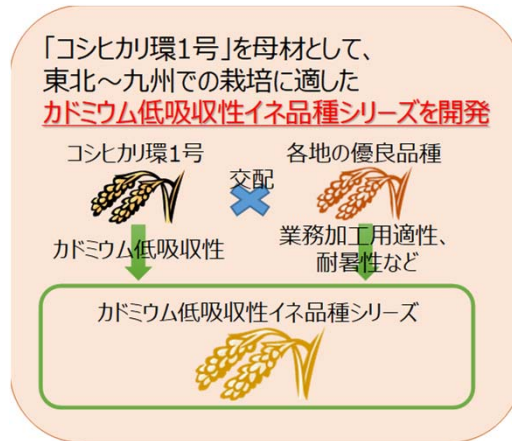 「コシヒカリ環1号」を母材として、
東北～九州での栽培に適した
カドミウム低吸収性イネ品種シリーズを開発
コシヒカリ環1号
交配
各地の優良品種
カドミウム低吸収性
業務加工用適性、
耐暑性など
カドミウム低吸収性イネ品種シリーズ